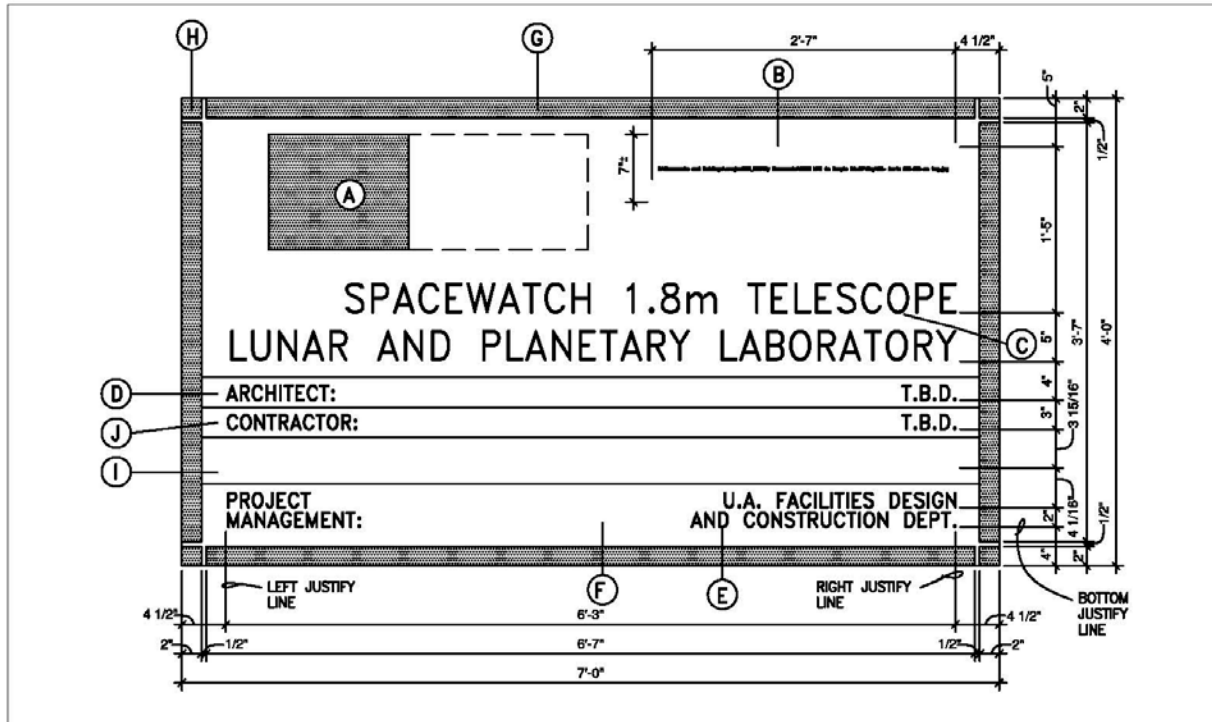 H
G
2'-7"
4 1/2"
B
5"
2"
1/2"
7"±
A
1'-5"
SPACEWATCH 1.8m TELESCOPE
LUNAR AND PLANETARY LABORATORY
C
5"
3'-7"
4'-0"
D
ARCHITECT: T.B.D.
4"
J
CONTRACTOR: T.B.D.
3"
3 15/16"
I
PROJECT
MANAGEMENT:
U.A. FACILITIES DESIGN
AND CONSTRUCTION DEPT.
2"
4 1/16"
1/2"
4"
2"
LEFT JUSTIFY
LINE
F
E
RIGHT JUSTIFY
LINE
BOTTOM
JUSTIFY
LINE
4 1/2"
6'-3"
4 1/2"
2"
1/2"
6'-7"
1/2"
2"
7'-0"